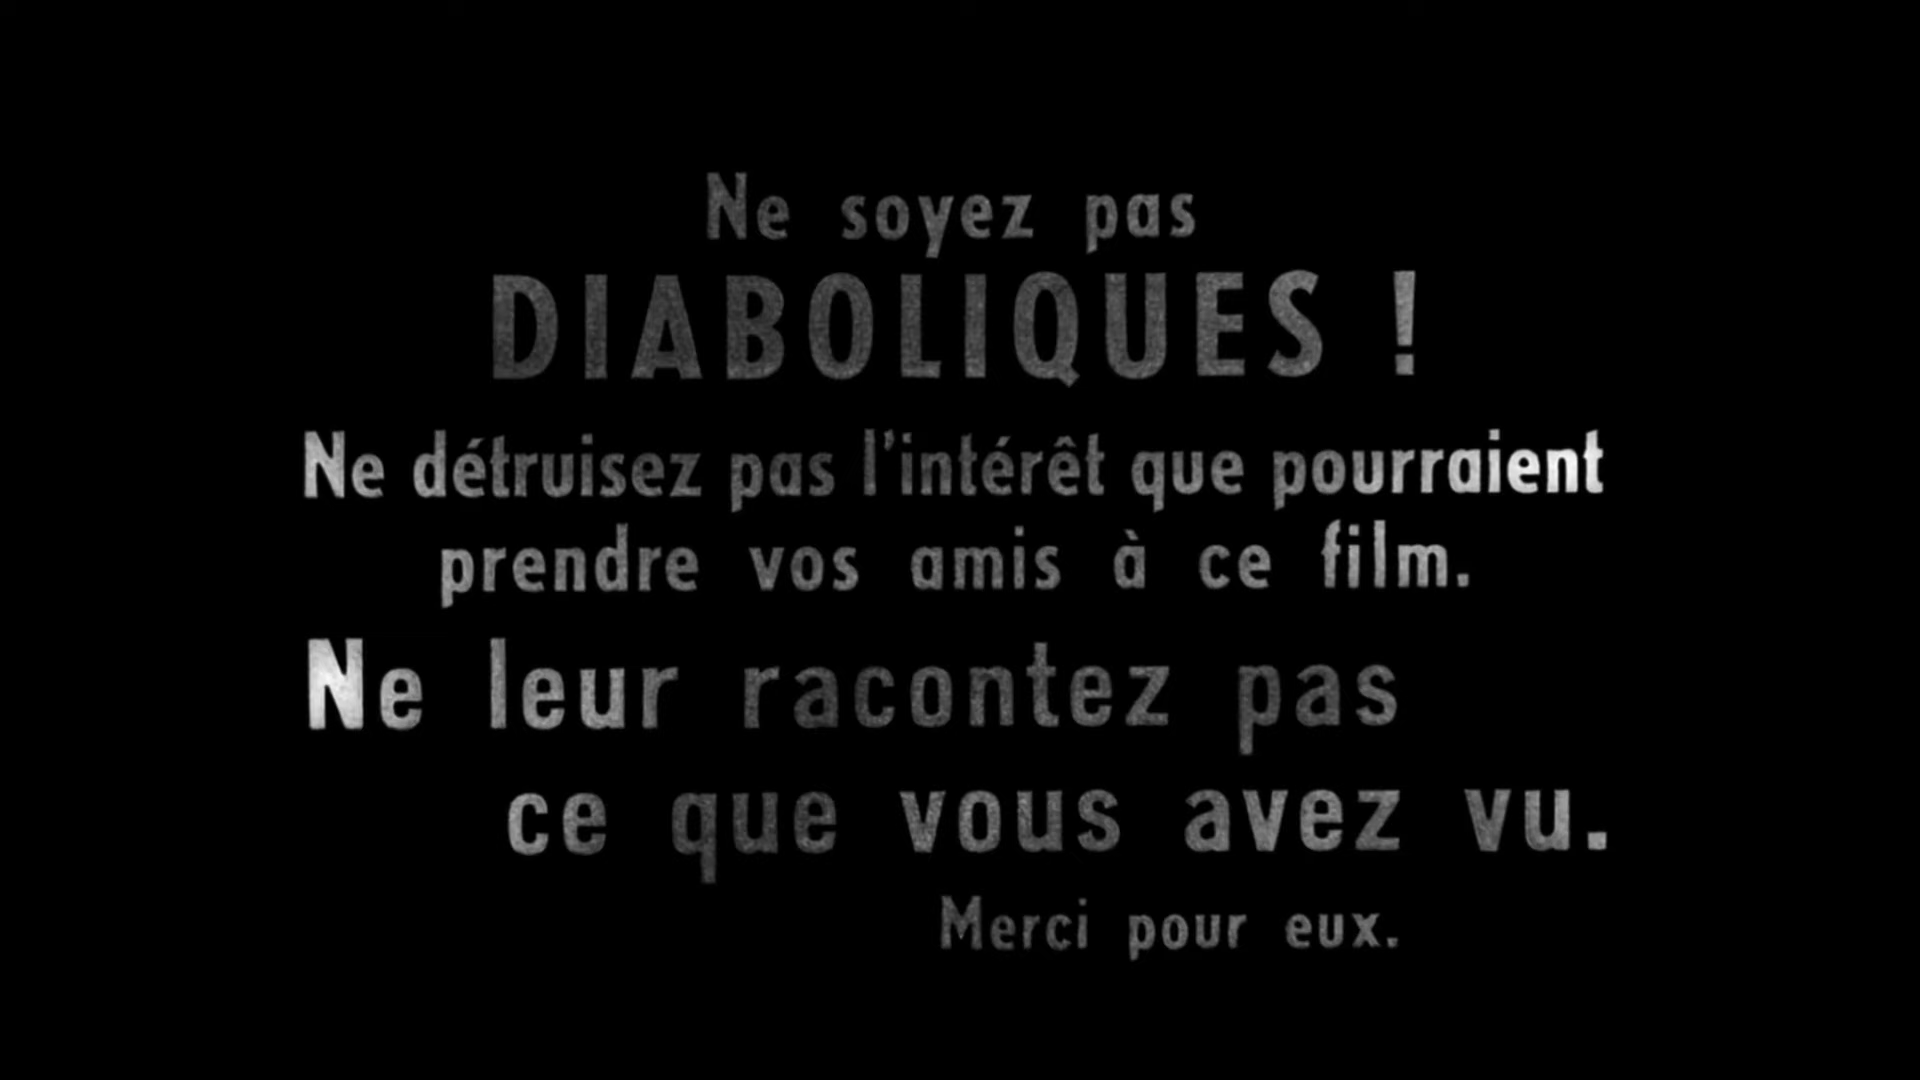 Ne soyez pas
DIABOLIQUES !
Ne détruisez pas l'intérêt que pourraient
prendre vos amis à ce film.
Ne leur racontez pas
ce que vous avez vu.
Merci pour eux.